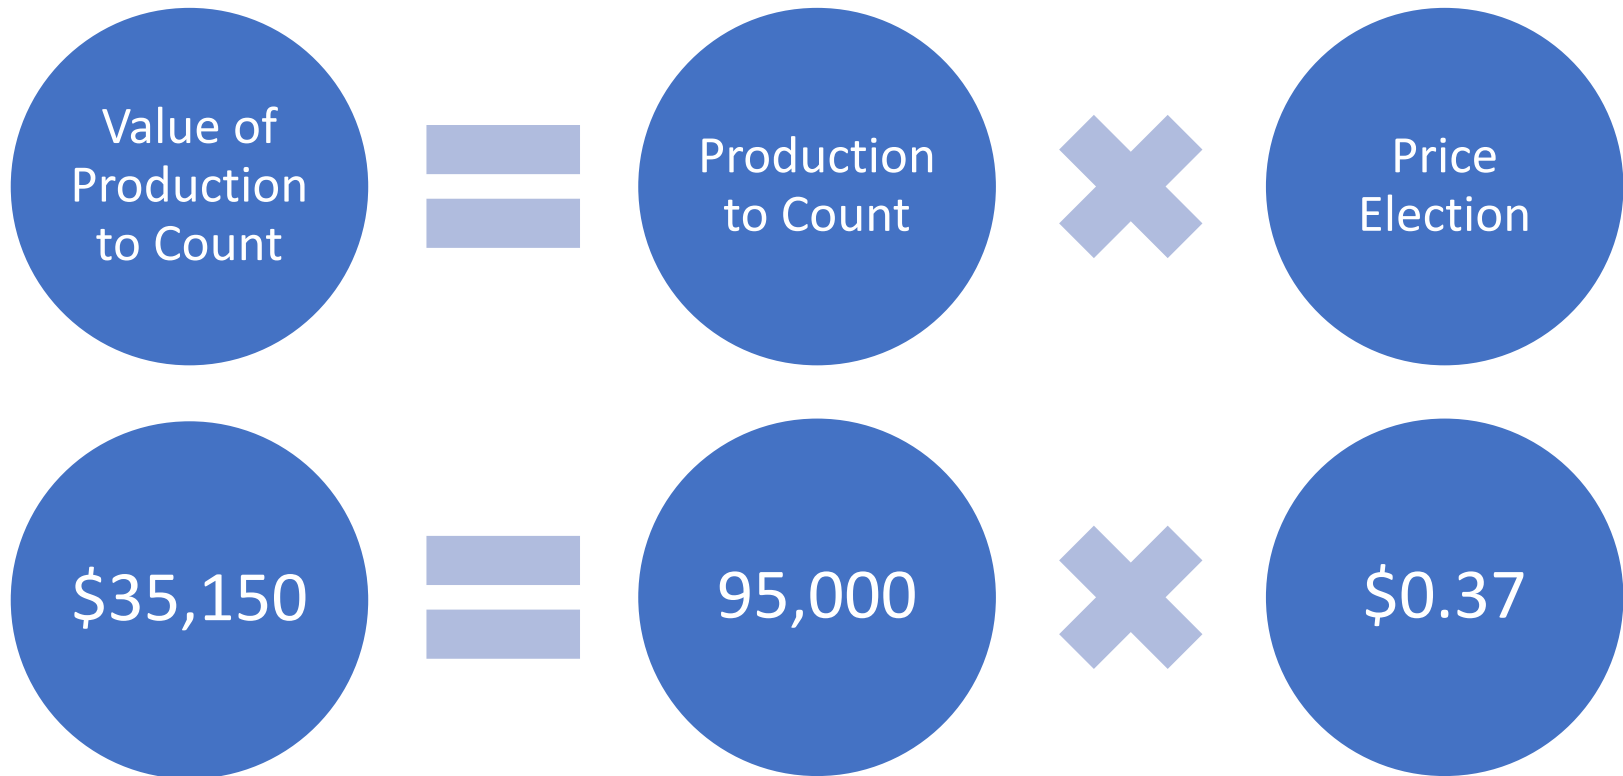 Value of
Production
to Count
Production
to Count
Price
Election
$35,150
95,000
$0.37